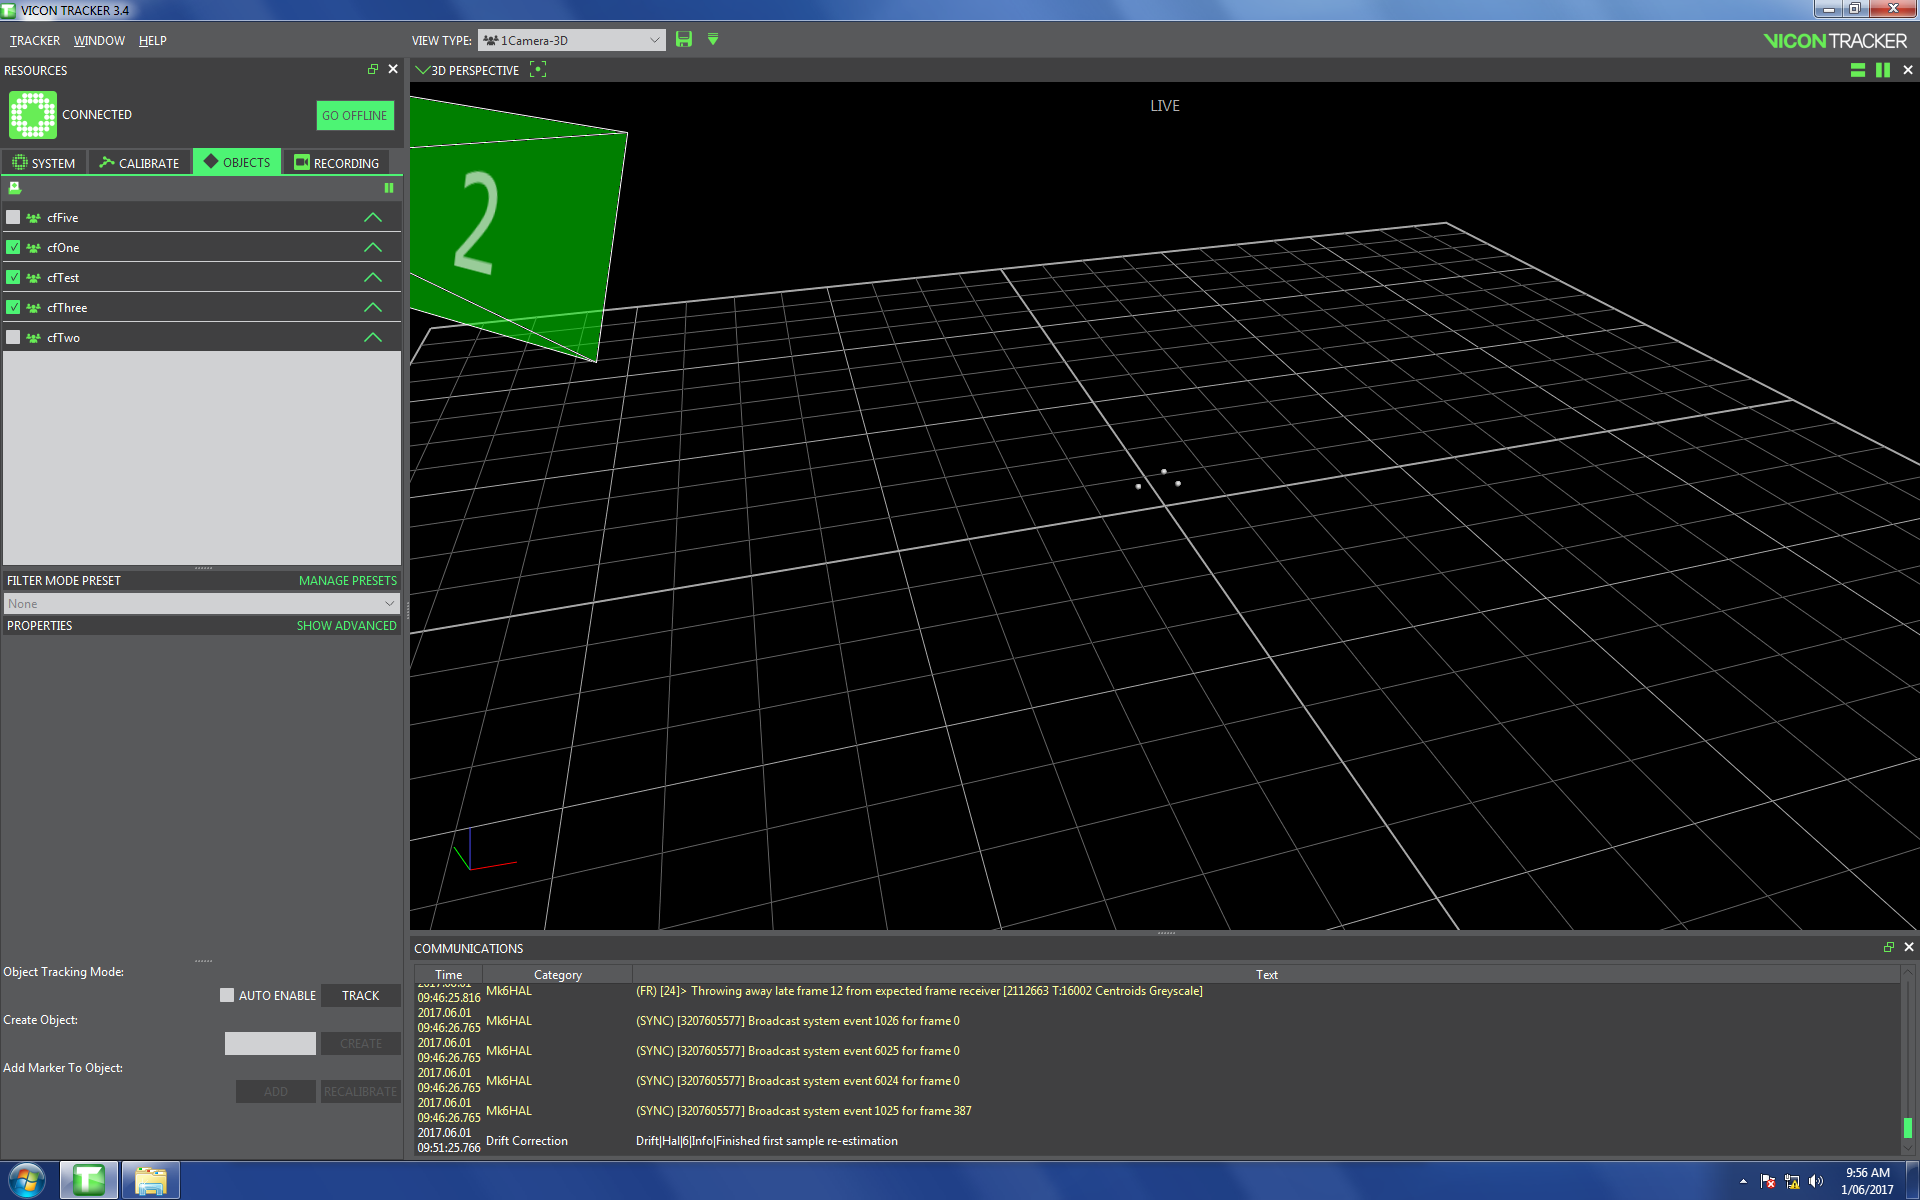 VICON TRACKER 3.4
TRACKER WINDOW HELP
VIEW TYPE: 1Camera-3D
VICON TRACKER
RESOURCES
3D PERSPECTIVE
CONNECTED
GO OFFLINE
LIVE
SYSTEM CALIBRATE OBJECTS RECORDING
cfFive
cfOne
cfTest
cfThree
cfTwo
2
FILTER MODE PRESET MANAGE PRESETS
None
PROPERTIES SHOW ADVANCED
Object Tracking Mode:
AUTO ENABLE TRACK
Create Object:
CREATE
Add Marker To Object:
ADD RECALIBRATE
COMMUNICATIONS
Time Category Text
2017.06.01
09:46:25.816 Mk6HAL (FR) [24]> Throwing away late frame 12 from expected frame receiver [2112663 T:16002 Centroids Greyscale]
2017.06.01
09:46:26.765 Mk6HAL (SYNC) [3207605577] Broadcast system event 1026 for frame 0
2017.06.01
09:46:26.765 Mk6HAL (SYNC) [3207605577] Broadcast system event 6025 for frame 0
2017.06.01
09:46:26.765 Mk6HAL (SYNC) [3207605577] Broadcast system event 6024 for frame 0
2017.06.01
09:46:26.765 Mk6HAL (SYNC) [3207605577] Broadcast system event 1025 for frame 387
2017.06.01
09:51:25.766 Drift Correction Drift|Hal|6|Info|Finished first sample re-estimation
9:56 AM
1/06/2017